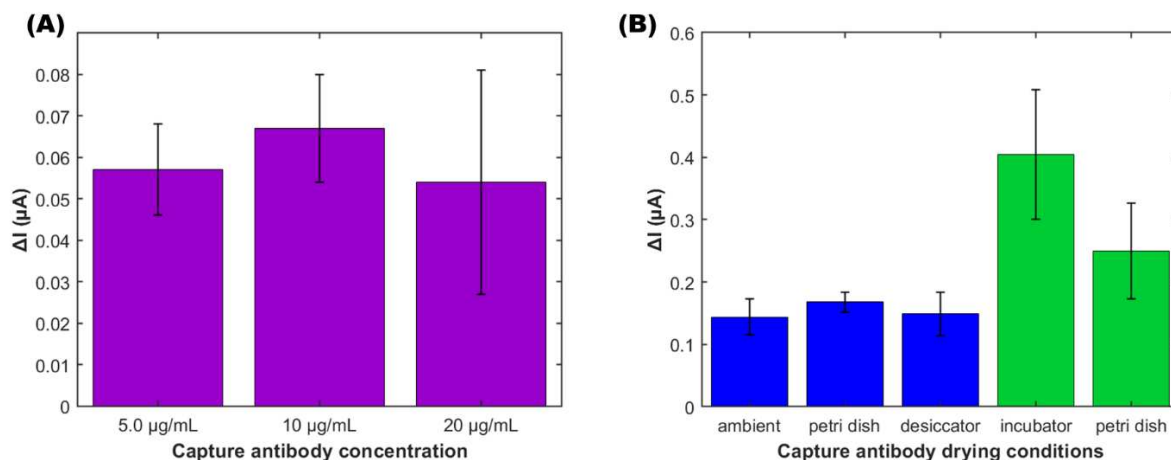 (A)
ΔI (µA)
0.08
0.07
0.06
0.05
0.04
0.03
0.02
0.01
0
5.0 µg/mL 10 µg/mL 20 µg/mL
Capture antibody concentration
(B)
ΔI (µA)
0.6
0.5
0.4
0.3
0.2
0.1
0
ambient petri dish desiccator incubator petri dish
Capture antibody drying conditions